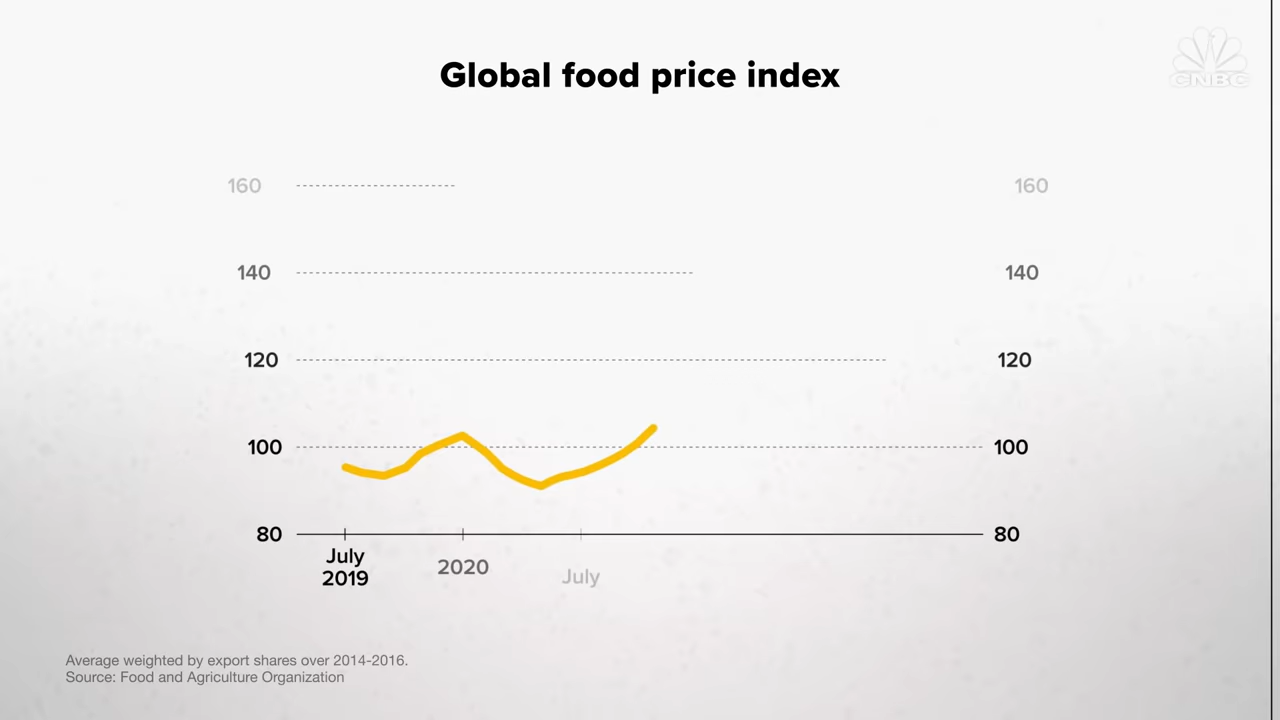 CNBC
Global food price index
160 160
140 140
120 120
100 100
80 80
July
2019
2020
July
Average weighted by export shares over 2014-2016.
Source: Food and Agriculture Organization